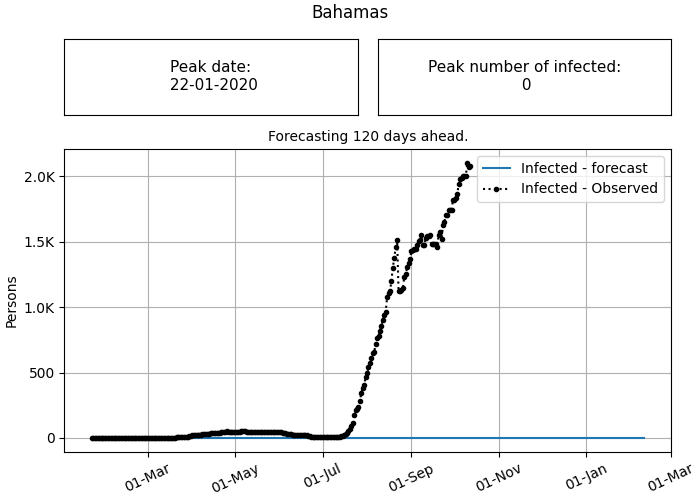 Bahamas
Peak date:
22-01-2020
Peak number of infected:
0
Forecasting 120 days ahead.
Infected - forecast
Infected - Observed
Persons
2.0K
1.5K
1.0K
500
0
01-Mar
01-May
01-Jul
01-Sep
01-Nov
01-Jan
01-Mar